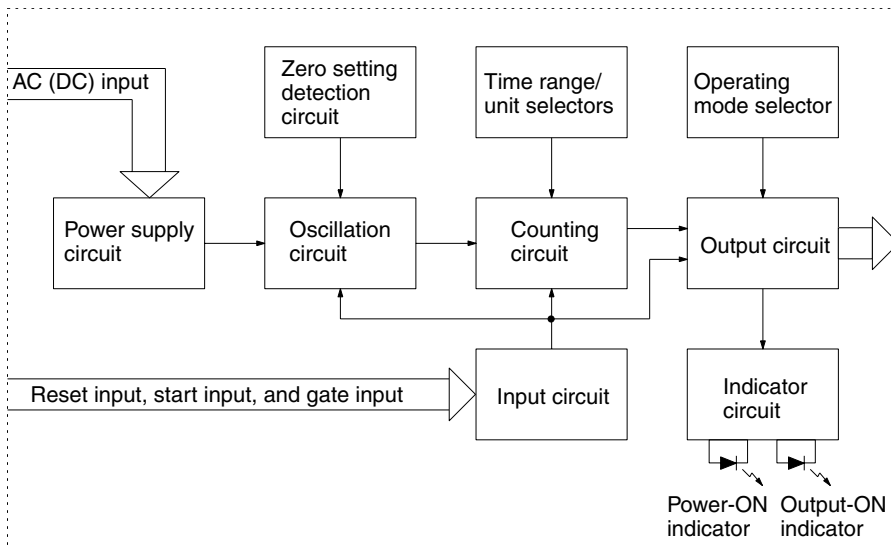 AC (DC) input
Zero setting
detection
circuit
Time range/
unit selectors
Operating
mode selector
Power supply
circuit
Oscillation
circuit
Counting
circuit
Output circuit
Reset input, start input, and gate input
Input circuit
Indicator
circuit
Power-ON
indicator
Output-ON
indicator